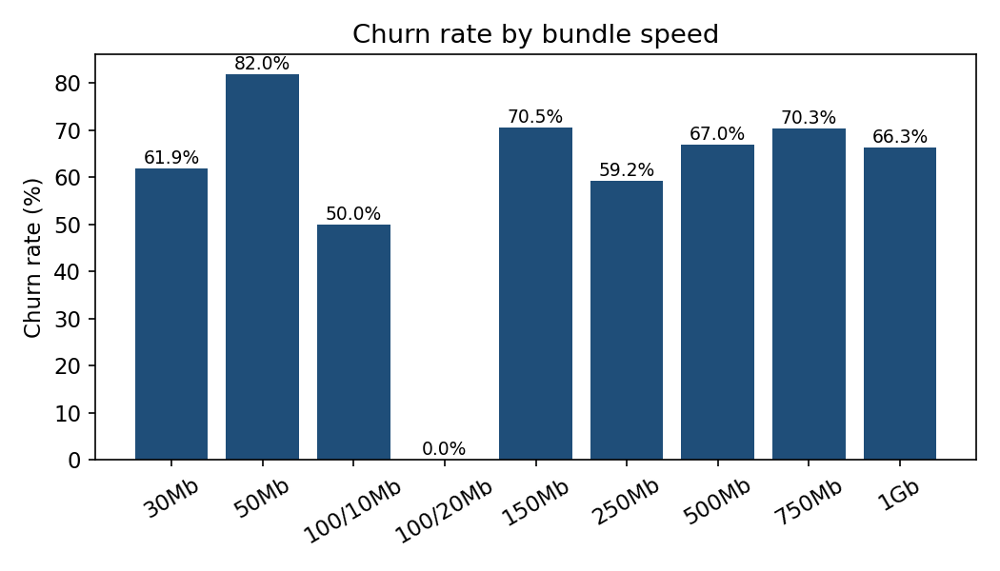 Churn rate by bundle speed
Churn rate (%)
80
70
60
50
40
30
20
10
0
61.9%
82.0%
50.0%
0.0%
70.5%
59.2%
67.0%
70.3%
66.3%
30Mb
50Mb
100/10Mb
100/20Mb
150Mb
250Mb
500Mb
750Mb
1Gb